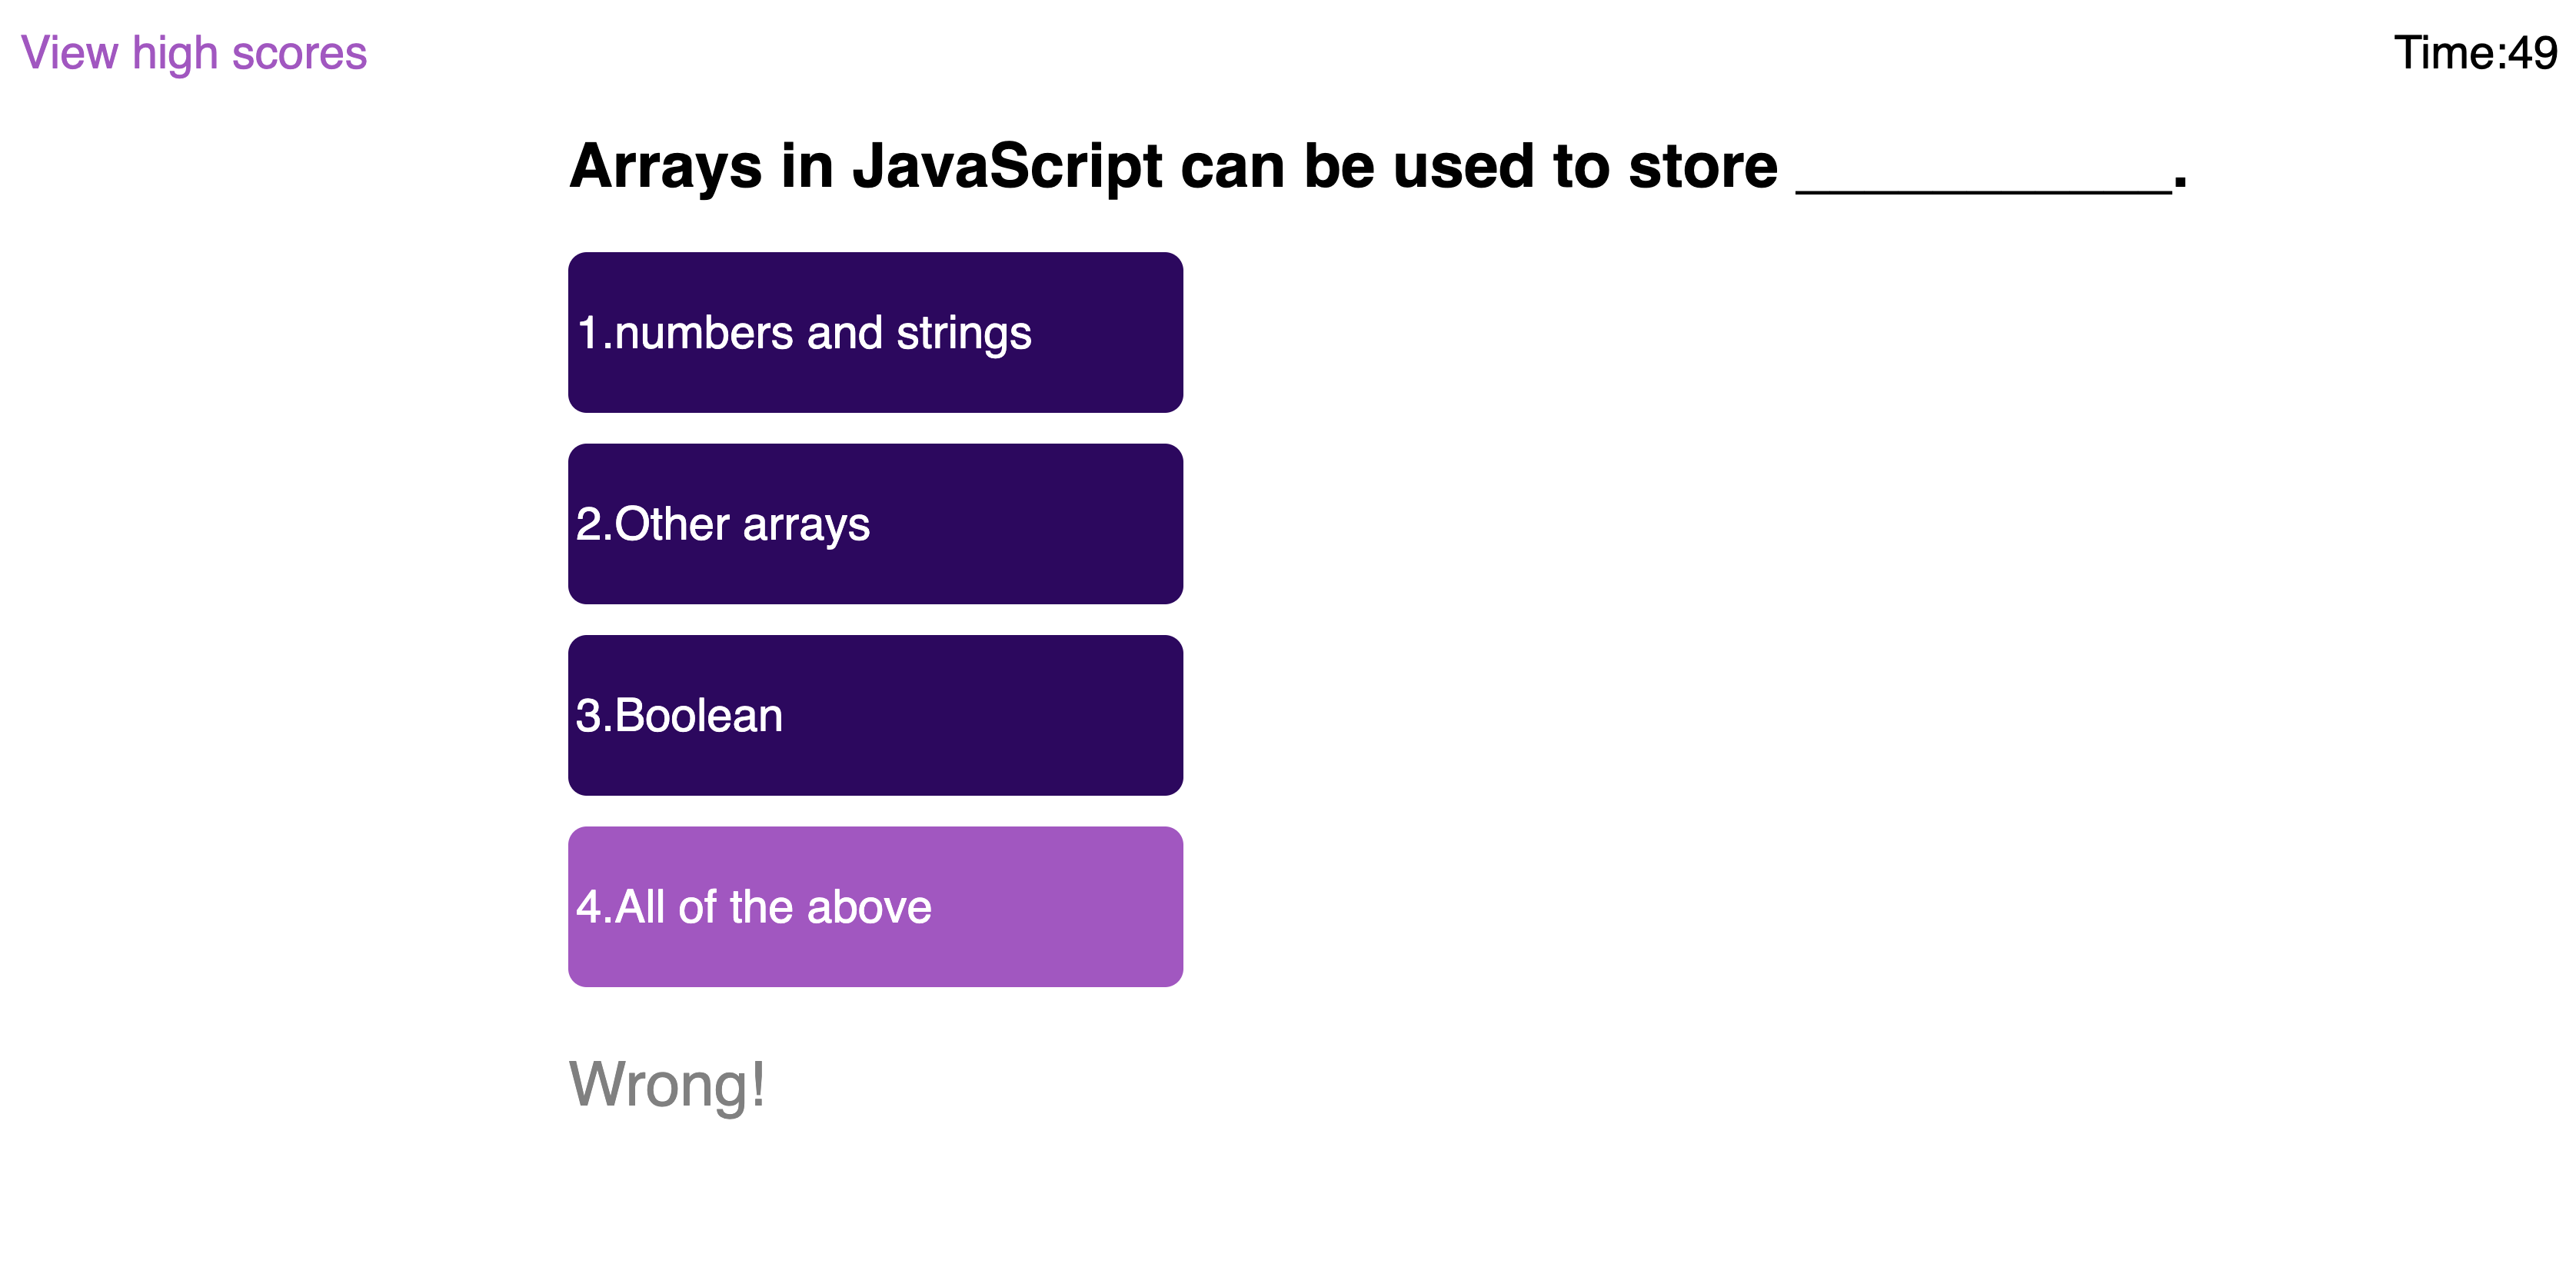 View high scores
Time:49
Arrays in JavaScript can be used to store ____________.
1.numbers and strings
2.Other arrays
3.Boolean
4.All of the above
Wrong!